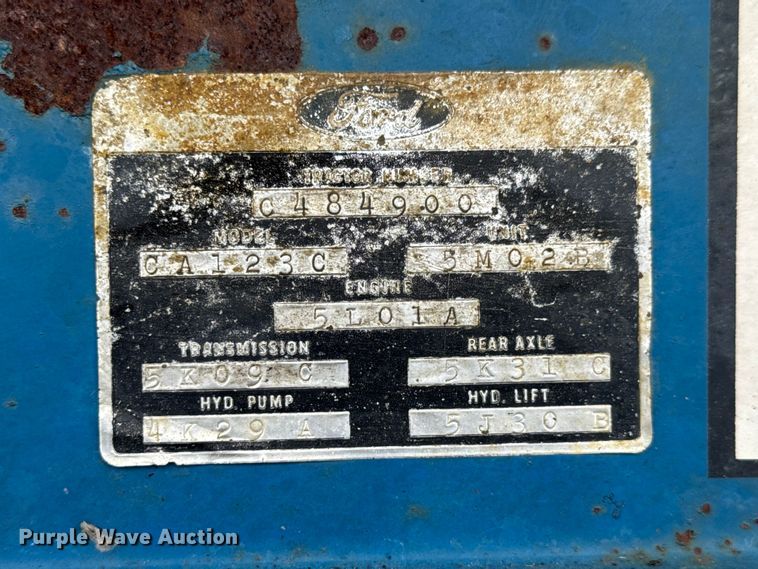 Ford
TRACTOR NUMBER
C484900
MODEL UNIT
CA123C 5M02B
ENGINE
5L01A
TRANSMISSION REAR AXLE
5K09C 5K31C
HYD. PUMP HYD. LIFT
4K29A 5J30B
Purple Wave Auction